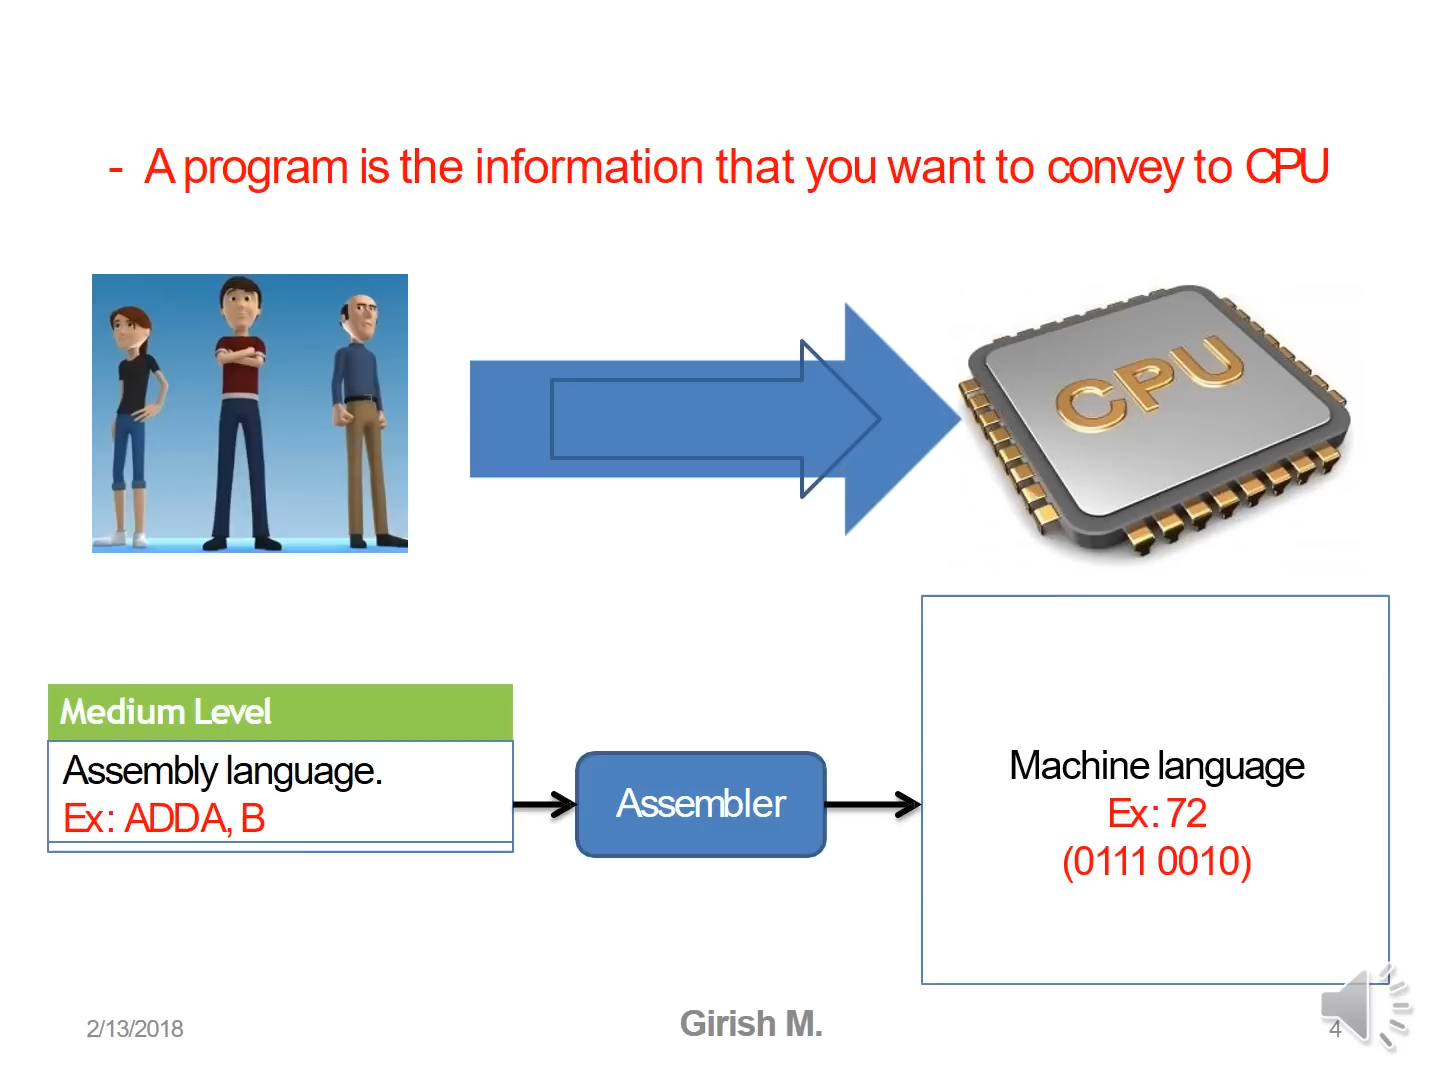 - A program is the information that you want to convey to CPU
CPU
Medium Level
Assembly language.
Ex: ADDA, B
Assembler
Machine language
Ex: 72
(0111 0010)
2/13/2018
Girish M.
4